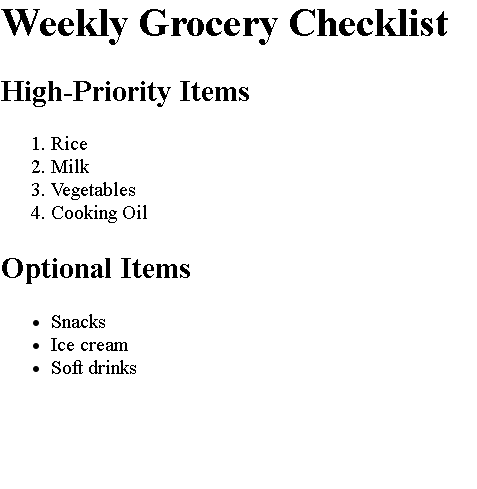 Weekly Grocery Checklist
High-Priority Items
1. Rice
2. Milk
3. Vegetables
4. Cooking Oil
Optional Items
• Snacks
• Ice cream
• Soft drinks